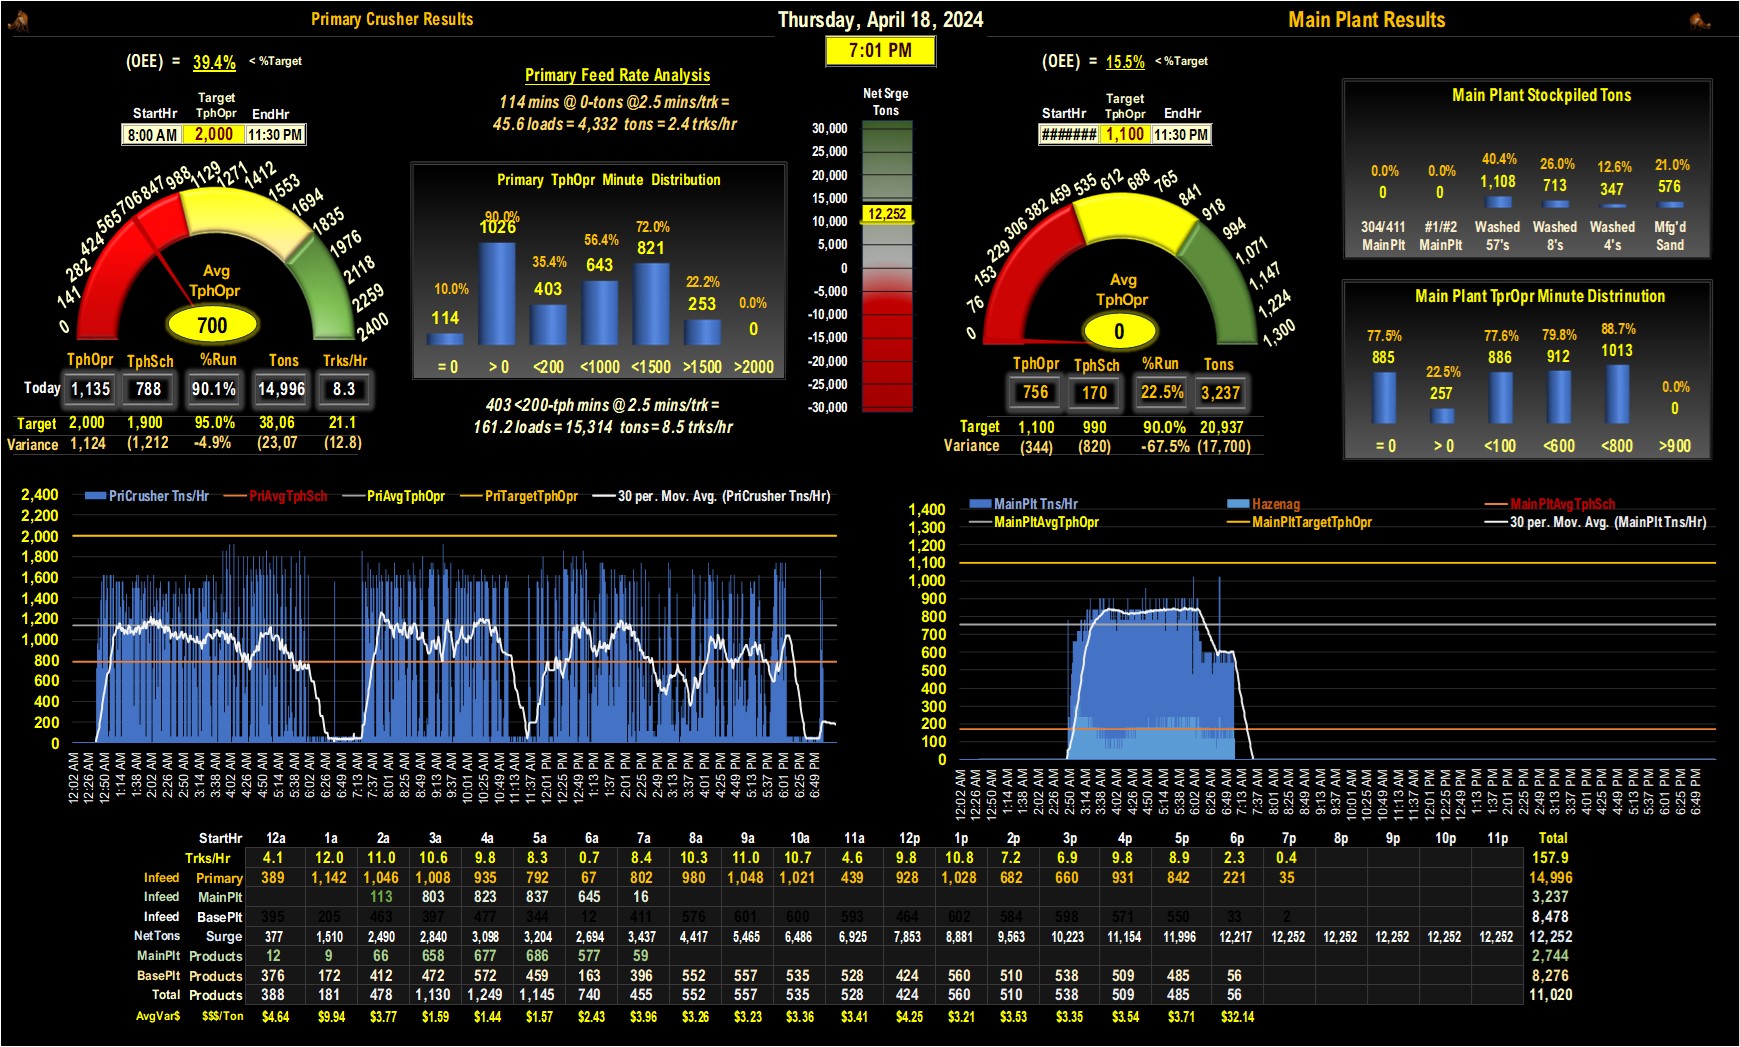 Primary Crusher Results
Thursday, April 18, 2024
Main Plant Results
7:01 PM
(OEE) = 39.4% < %Target
StartHr Target TphOpr EndHr
8:00 AM 2,000 11:30 PM
0 141 282 424 565 706 847 988 1129 1271 1412 1553 1694 1835 1976 2118 2259 2400
Avg
TphOpr
700
TphOpr TphSch %Run Tons Trks/Hr
Today 1,135 788 90.1% 14,996 8.3
Target 2,000 1,900 95.0% 38,06 21.1
Variance 1,124 (1,212 -4.9% (23,07 (12.8)
Primary Feed Rate Analysis
114 mins @ 0-tons @2.5 mins/trk =
45.6 loads = 4,332 tons = 2.4 trks/hr
Primary TphOpr Minute Distribution
10.0% 90.0% 35.4% 56.4% 72.0% 22.2% 0.0%
114 1026 403 643 821 253 0
= 0 > 0 <200 <1000 <1500 >1500 >2000
403 <200-tph mins @ 2.5 mins/trk =
161.2 loads = 15,314 tons = 8.5 trks/hr
Net Srge
Tons
30,000
25,000
20,000
15,000
12,252
10,000
5,000
0
-5,000
-10,000
-15,000
-20,000
-25,000
-30,000
(OEE) = 15.5% < %Target
StartHr Target TphOpr EndHr
####### 1,100 11:30 PM
0 76 153 229 306 382 459 535 612 688 765 841 918 994 1,071 1,147 1,224 1,300
Avg
TphOpr
0
TphOpr TphSch %Run Tons
756 170 22.5% 3,237
Target 1,100 990 90.0% 20,937
Variance (344) (820) -67.5% (17,700)
Main Plant Stockpiled Tons
0.0% 0.0% 40.4% 26.0% 12.6% 21.0%
0 0 1,108 713 347 576
304/411 #1/#2 Washed Washed Washed Mfg'd
MainPlt MainPlt 57's 8's 4's Sand
Main Plant TprOpr Minute Distrinution
77.5% 22.5% 77.6% 79.8% 88.7% 0.0%
885 257 886 912 1013 0
= 0 > 0 <100 <600 <800 >900
PriCrusher Tns/Hr PriAvgTphSch PriAvgTphOpr PriTargetTphOpr 30 per. Mov. Avg. (PriCrusher Tns/Hr)
2,400
2,200
2,000
1,800
1,600
1,400
1,200
1,000
800
600
400
200
0
12:02 AM 12:26 AM 12:50 AM 1:14 AM 1:38 AM 2:02 AM 2:26 AM 2:50 AM 3:14 AM 3:38 AM 4:02 AM 4:26 AM 4:50 AM 5:14 AM 5:38 AM 6:02 AM 6:26 AM 6:49 AM 7:13 AM 7:37 AM 8:01 AM 8:25 AM 8:49 AM 9:13 AM 9:37 AM 10:01 AM 10:25 AM 10:49 AM 11:13 AM 11:37 AM 12:01 PM 12:25 PM 12:49 PM 1:13 PM 1:37 PM 2:01 PM 2:25 PM 2:49 PM 3:13 PM 3:37 PM 4:01 PM 4:25 PM 4:49 PM 5:13 PM 5:37 PM 6:01 PM 6:25 PM 6:49 PM
MainPlt Tns/Hr Hazenag MainPltAvgTphSch
MainPltAvgTphOpr MainPltTargetTphOpr 30 per. Mov. Avg. (MainPlt Tns/Hr)
1,400
1,300
1,200
1,100
1,000
900
800
700
600
500
400
300
200
100
0
12:02 AM 12:26 AM 12:50 AM 1:14 AM 1:38 AM 2:02 AM 2:26 AM 2:50 AM 3:14 AM 3:38 AM 4:02 AM 4:26 AM 4:50 AM 5:14 AM 5:38 AM 6:02 AM 6:26 AM 6:49 AM 7:13 AM 7:37 AM 8:01 AM 8:25 AM 8:49 AM 9:13 AM 9:37 AM 10:01 AM 10:25 AM 10:49 AM 11:13 AM 11:37 AM 12:01 PM 12:25 PM 12:49 PM 1:13 PM 1:37 PM 2:01 PM 2:25 PM 2:49 PM 3:13 PM 3:37 PM 4:01 PM 4:25 PM 4:49 PM 5:13 PM 5:37 PM 6:01 PM 6:25 PM 6:49 PM
StartHr 12a 1a 2a 3a 4a 5a 6a 7a 8a 9a 10a 11a 12p 1p 2p 3p 4p 5p 6p 7p 8p 9p 10p 11p Total
Trks/Hr 4.1 12.0 11.0 10.6 9.8 8.3 0.7 8.4 10.3 11.0 10.7 4.6 9.8 10.8 7.2 6.9 9.8 8.9 2.3 0.4 157.9
Infeed Primary 389 1,142 1,046 1,008 935 792 67 802 980 1,048 1,021 439 928 1,028 682 660 931 842 221 35 14,996
Infeed MainPlt 113 803 823 837 645 16 3,237
Infeed BasePlt 395 205 463 397 477 344 12 411 576 601 600 593 464 602 584 598 571 550 33 2 8,478
NetTons Surge 377 1,510 2,490 2,840 3,098 3,204 2,694 3,437 4,417 5,465 6,486 6,925 7,853 8,881 9,563 10,223 11,154 11,996 12,217 12,252 12,252 12,252 12,252 12,252 12,252
MainPlt Products 12 9 66 658 677 686 577 59 2,744
BasePlt Products 376 172 412 472 572 459 163 396 552 557 535 528 424 560 510 538 509 485 56 8,276
Total Products 388 181 478 1,130 1,249 1,145 740 455 552 557 535 528 424 560 510 538 509 485 56 11,020
AvgVar$ $$$/Ton $4.64 $9.94 $3.77 $1.59 $1.44 $1.57 $2.43 $3.96 $3.26 $3.23 $3.36 $3.41 $4.25 $3.21 $3.53 $3.35 $3.54 $3.71 $32.14